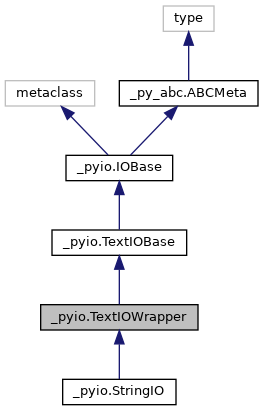 type
metaclass
_py_abc.ABCMeta
_pyio.IOBase
_pyio.TextIOBase
_pyio.TextIOWrapper
_pyio.StringIO